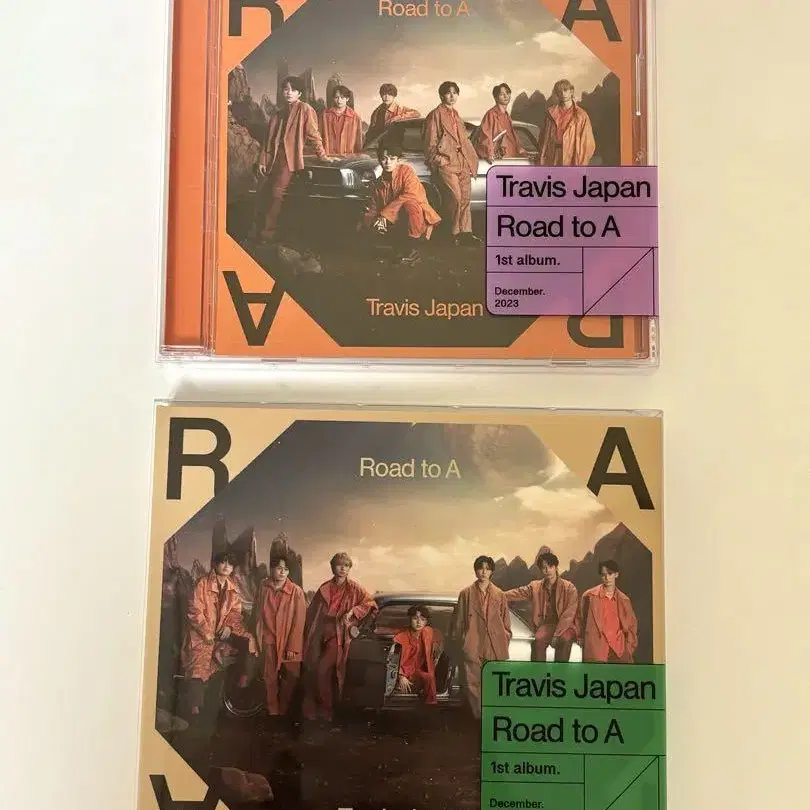 R
Road to A
A
Travis Japan
Road to A
1st album.
December.
2023
A
Travis Japan
R
R
Road to A
A
Travis Japan
Road to A
1st album.
December.
A